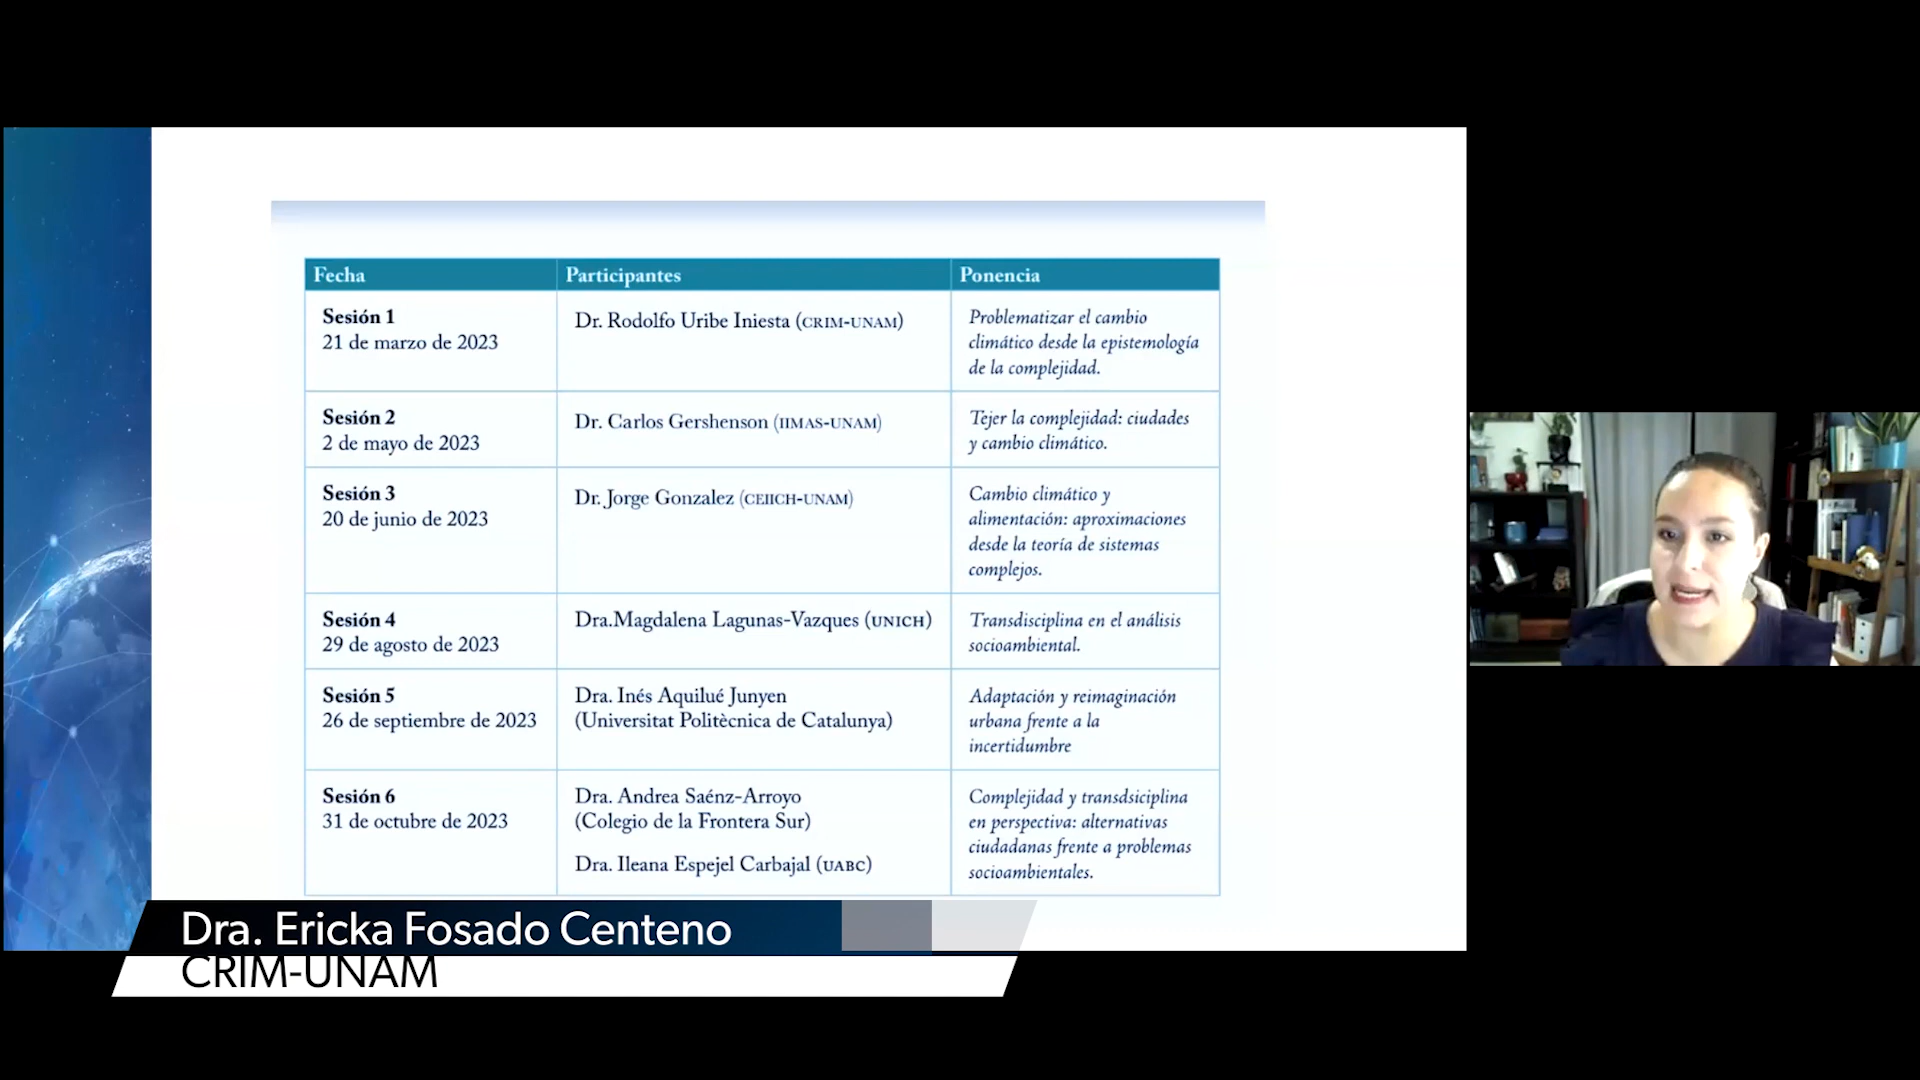 Fecha
Participantes
Ponencia
Sesión 1
21 de marzo de 2023
Dr. Rodolfo Uribe Iniesta (CRIM-UNAM)
Problematizar el cambio
climático desde la epistemología
de la complejidad.
Sesión 2
2 de mayo de 2023
Dr. Carlos Gershenson (IIMAS-UNAM)
Tejer la complejidad: ciudades
y cambio climático.
Sesión 3
20 de junio de 2023
Dr. Jorge Gonzalez (CEIICH-UNAM)
Cambio climático y
alimentación: aproximaciones
desde la teoría de sistemas
complejos.
Sesión 4
29 de agosto de 2023
Dra.Magdalena Lagunas-Vazques (UNICH)
Transdisciplina en el análisis
socioambiental.
Sesión 5
26 de septiembre de 2023
Dra. Inés Aquilué Junyen
(Universitat Politècnica de Catalunya)
Adaptación y reimaginación
urbana frente a la
incertidumbre
Sesión 6
31 de octubre de 2023
Dra. Andrea Saénz-Arroyo
(Colegio de la Frontera Sur)
Dra. Ileana Espejel Carbajal (UABC)
Complejidad y transdsiciplina
en perspectiva: alternativas
ciudadanas frente a problemas
socioambientales.
Dra. Ericka Fosado Centeno
CRIM-UNAM